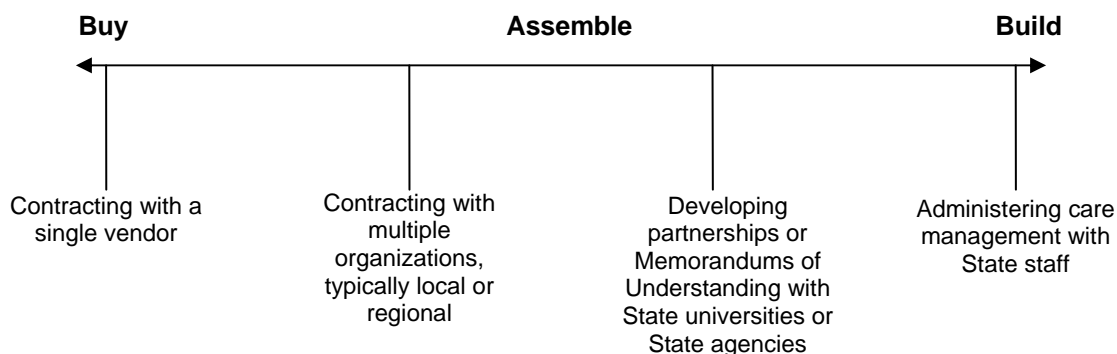 Buy
Assemble
Build
Contracting with a
single vendor
Contracting with
multiple
organizations,
typically local or
regional
Developing
partnerships or
Memorandums of
Understanding with
State universities or
State agencies
Administering care
management with
State staff